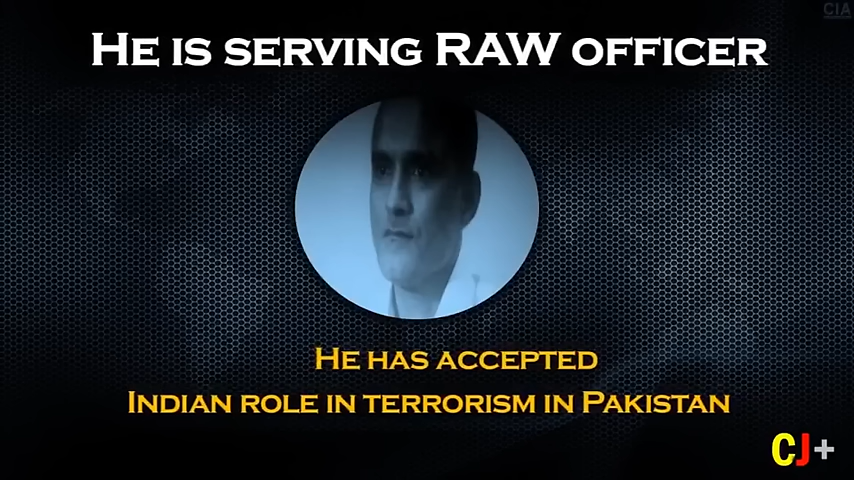 CIA
HE IS SERVING RAW OFFICER
HE HAS ACCEPTED
INDIAN ROLE IN TERRORISM IN PAKISTAN
CJ+